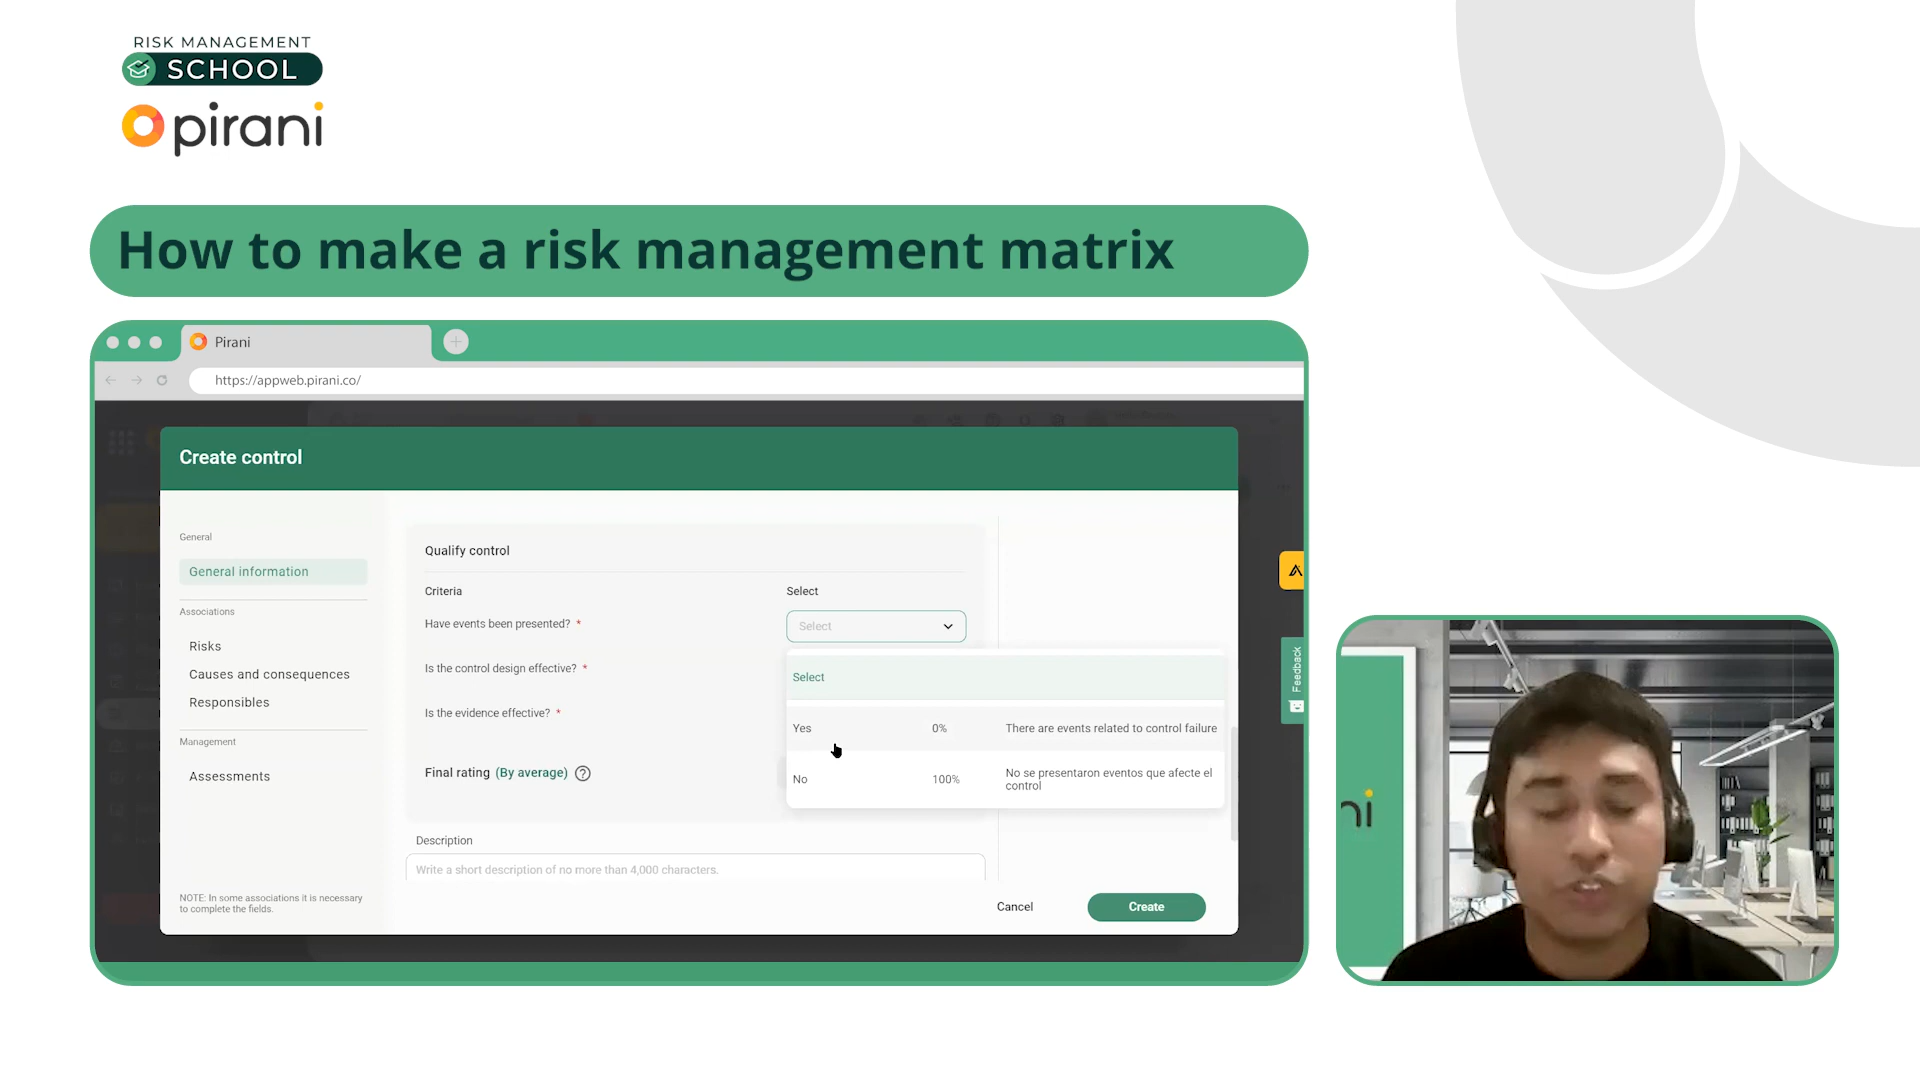 RISK MANAGEMENT
SCHOOL
pirani
How to make a risk management matrix
Pirani
https://appweb.pirani.co/
Create control
General
General information
Associations
Risks
Causes and consequences
Responsibles
Management
Assessments
NOTE: In some associations it is necessary
to complete the fields.
Qualify control
Criteria
Select
Have events been presented? *
Select
Is the control design effective? *
Is the evidence effective? *
Final rating (By average) ?
Select
Yes 0% There are events related to control failure
No 100% No se presentaron eventos que afecte el
control
Description
Write a short description of no more than 4,000 characters.
Cancel
Create
Feedback
ni